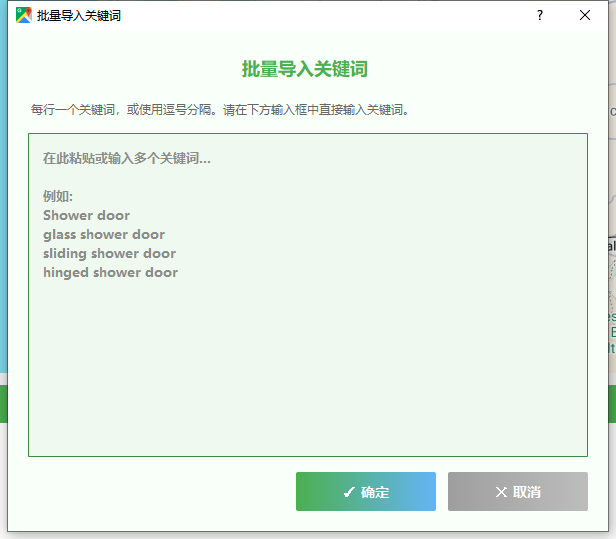 批量导入关键词
?
批量导入关键词
每行一个关键词，或使用逗号分隔。请在下方输入框中直接输入关键词。
在此粘贴或输入多个关键词...
例如:
Shower door
glass shower door
sliding shower door
hinged shower door
✓ 确定
✕ 取消